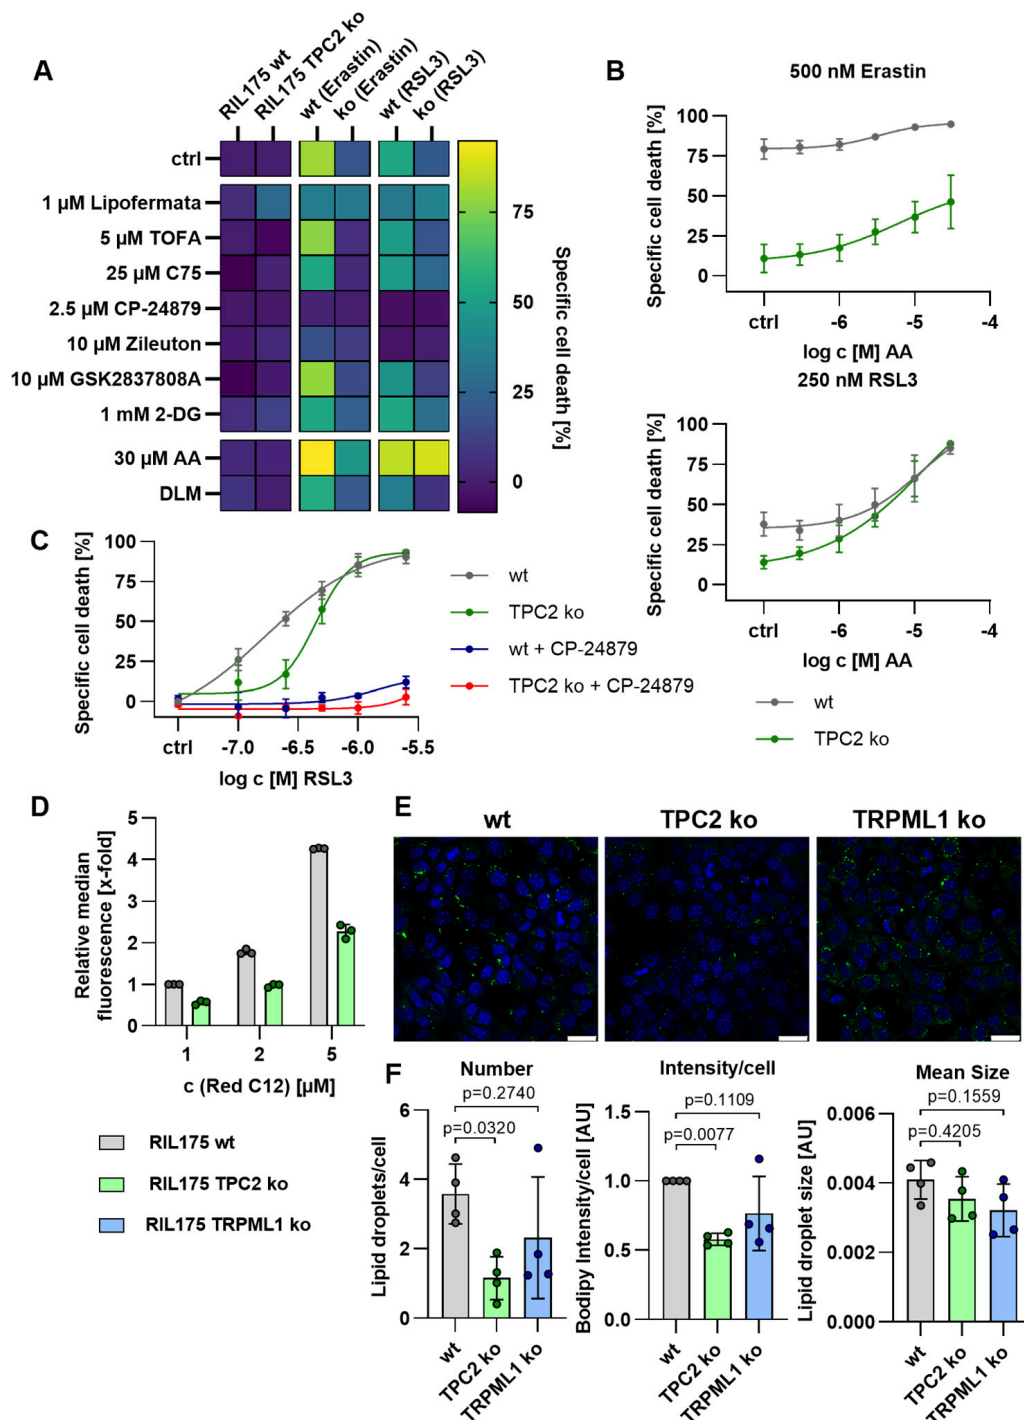 A
RIL175 wt
RIL175 TPC2 ko
wt (Erastin)
ko (Erastin)
wt (RSL3)
ko (RSL3)
ctrl
1 µM Lipofermata
5 µM TOFA
25 µM C75
2.5 µM CP-24879
10 µM Zileuton
10 µM GSK2837808A
1 mM 2-DG
30 µM AA
DLM
75
50
25
0
Specific cell death [%]
B
500 nM Erastin
Specific cell death [%]
100
75
50
25
0
ctrl -6 -5 -4
log c [M] AA
250 nM RSL3
Specific cell death [%]
100
75
50
25
0
ctrl -6 -5 -4
log c [M] AA
wt
TPC2 ko
C
Specific cell death [%]
100
75
50
25
0
ctrl -7.0 -6.5 -6.0 -5.5
log c [M] RSL3
wt
TPC2 ko
wt + CP-24879
TPC2 ko + CP-24879
D
Relative median
fluorescence [x-fold]
5
4
3
2
1
0
1 2 5
c (Red C12) [µM]
RIL175 wt
RIL175 TPC2 ko
RIL175 TRPML1 ko
E
wt
TPC2 ko
TRPML1 ko
F
Number
p=0.2740
p=0.0320
Lipid droplets/cell
6
4
2
0
wt
TPC2 ko
TRPML1 ko
Intensity/cell
p=0.1109
p=0.0077
Bodipy Intensity/cell [AU]
1.5
1.0
0.5
0.0
wt
TPC2 ko
TRPML1 ko
Mean Size
p=0.1559
p=0.4205
Lipid droplet size [AU]
0.006
0.004
0.002
0.000
wt
TPC2 ko
TRPML1 ko